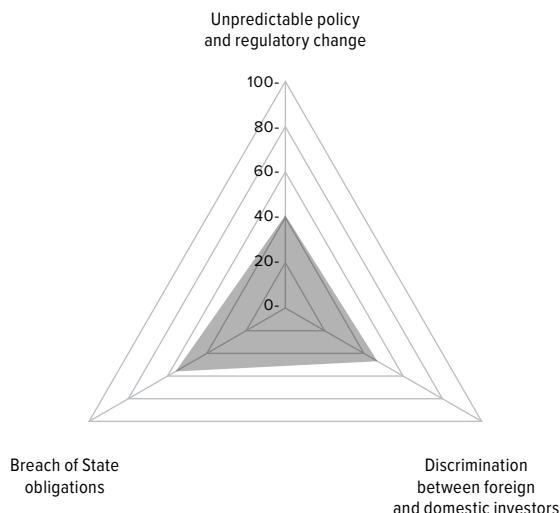 Unpredictable policy
and regulatory change
100-
80-
60-
40-
20-
0-
Breach of State
obligations
Discrimination
between foreign
and domestic investors